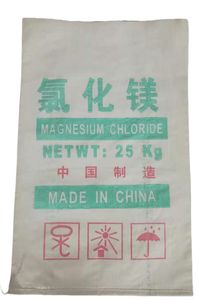 氯化镁
MAGNESIUM CHLORIDE
NETWT: 25 Kg
中国制造
MADE IN CHINA